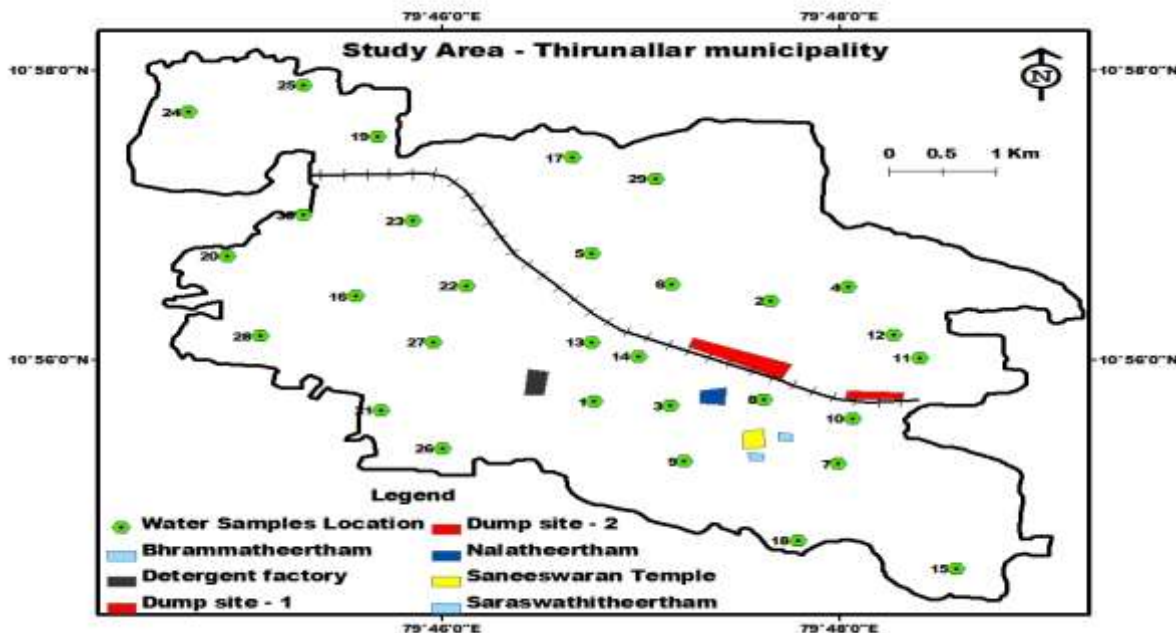 79°46'0"E 79°48'0"E
Study Area - Thirunallar municipality
10°58'0"N 10°58'0"N
N
25
24
19
17
0 0.5 1 Km
29
30
23
20
5
6
22
16
2
4
28
12
27
13
14
11
10°56'0"N 10°56'0"N
1
3
8
21
10
26
9
7
Legend
Water Samples Location
Dump site - 2
Bhrammatheertham
Nalatheertham
18
Detergent factory
Saneeswaran Temple
15
Dump site - 1
Saraswathitheertham
79°46'0"E 79°48'0"E